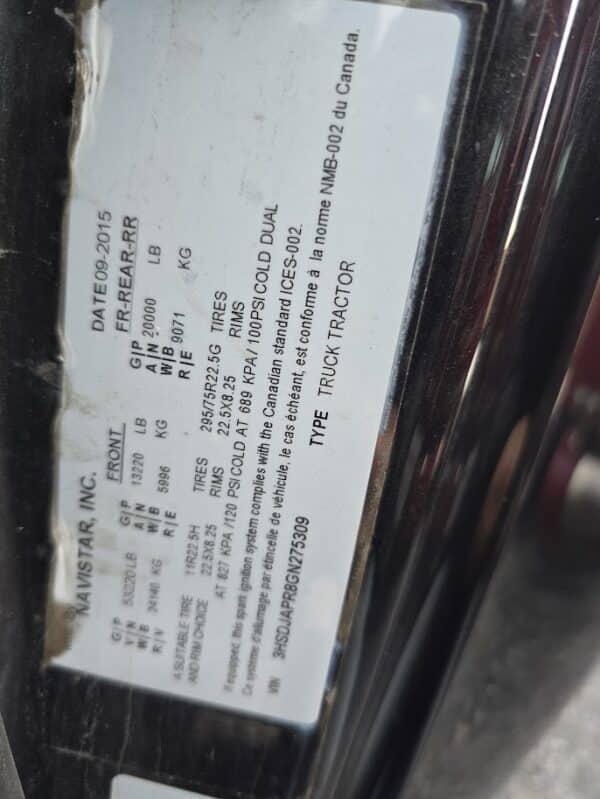 NAVISTAR, INC. DATE 09-2015
FRONT FR-REAR-RR
G|P 53220 LB G|P 13220 LB G|P 20000 LB
V|N A|N A|N
W|B 24140 KG W|B 5996 KG W|B 9071 KG
R|V R|E R|E
A SUITABLE TIRE 11R22.5H TIRES 295/75R22.5G TIRES
AND RIM CHOICE 22.5X8.25 RIMS 22.5X8.25 RIMS
AT 827 KPA /120 PSI COLD AT 689 KPA/ 100PSI COLD DUAL
If equipped, this spark ignition system complies with the Canadian standard ICES-002.
Ce système d'allumage par étincelle de véhicule, le cas échéant, est conforme à la norme NMB-002 du Canada.
VIN 3HSDJAPR8GN275309 TYPE TRUCK TRACTOR